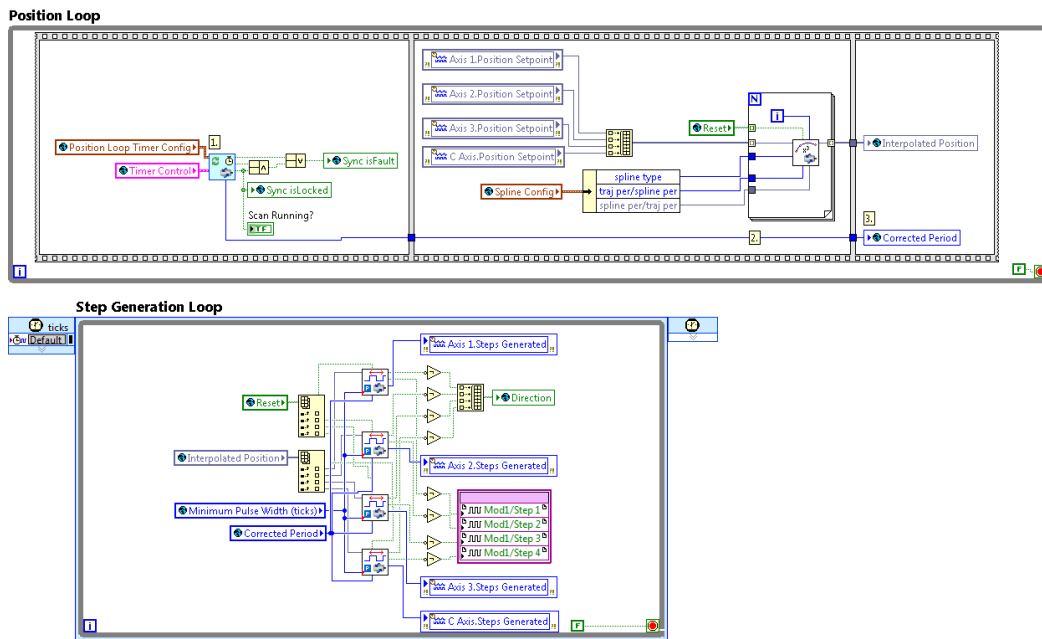 Position Loop
Axis 1.Position Setpoint
Axis 2.Position Setpoint
Axis 3.Position Setpoint
C Axis.Position Setpoint
Position Loop Timer Config
Timer Control
1.
Sync isFault
Sync isLocked
Scan Running?
TF
N
i
Reset
Interpolated Position
Spline Config
spline type
traj per/spline per
spline per/traj per
2.
3.
Corrected Period
i
F
Step Generation Loop
ticks
Default
Axis 1.Steps Generated
Reset
Direction
Interpolated Position
Axis 2.Steps Generated
Minimum Pulse Width (ticks)
Corrected Period
Mod1/Step 1
Mod1/Step 2
Mod1/Step 3
Mod1/Step 4
Axis 3.Steps Generated
C Axis.Steps Generated
i
F